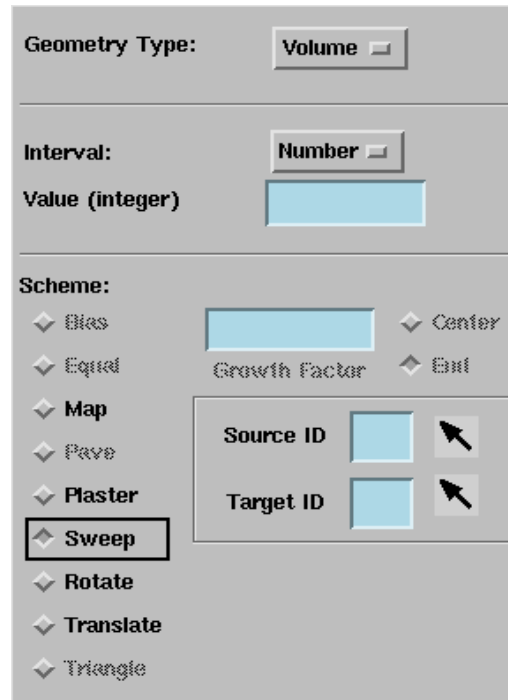 Geometry Type: Volume
Interval: Number
Value (integer)
Scheme:
Bias Center
Equal Growth Factor End
Map
Source ID
Pave
Plaster Target ID
Sweep
Rotate
Translate
Triangle